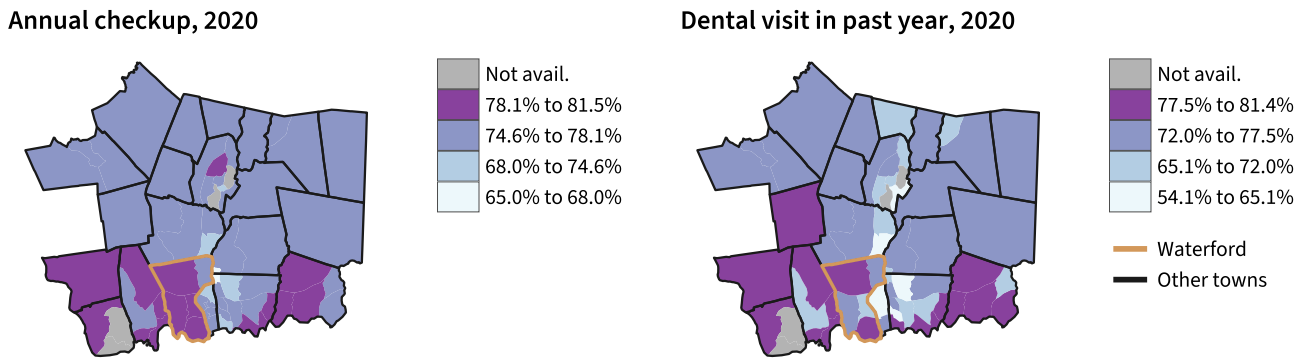 Annual checkup, 2020
Not avail.
78.1% to 81.5%
74.6% to 78.1%
68.0% to 74.6%
65.0% to 68.0%
Dental visit in past year, 2020
Not avail.
77.5% to 81.4%
72.0% to 77.5%
65.1% to 72.0%
54.1% to 65.1%
Waterford
Other towns